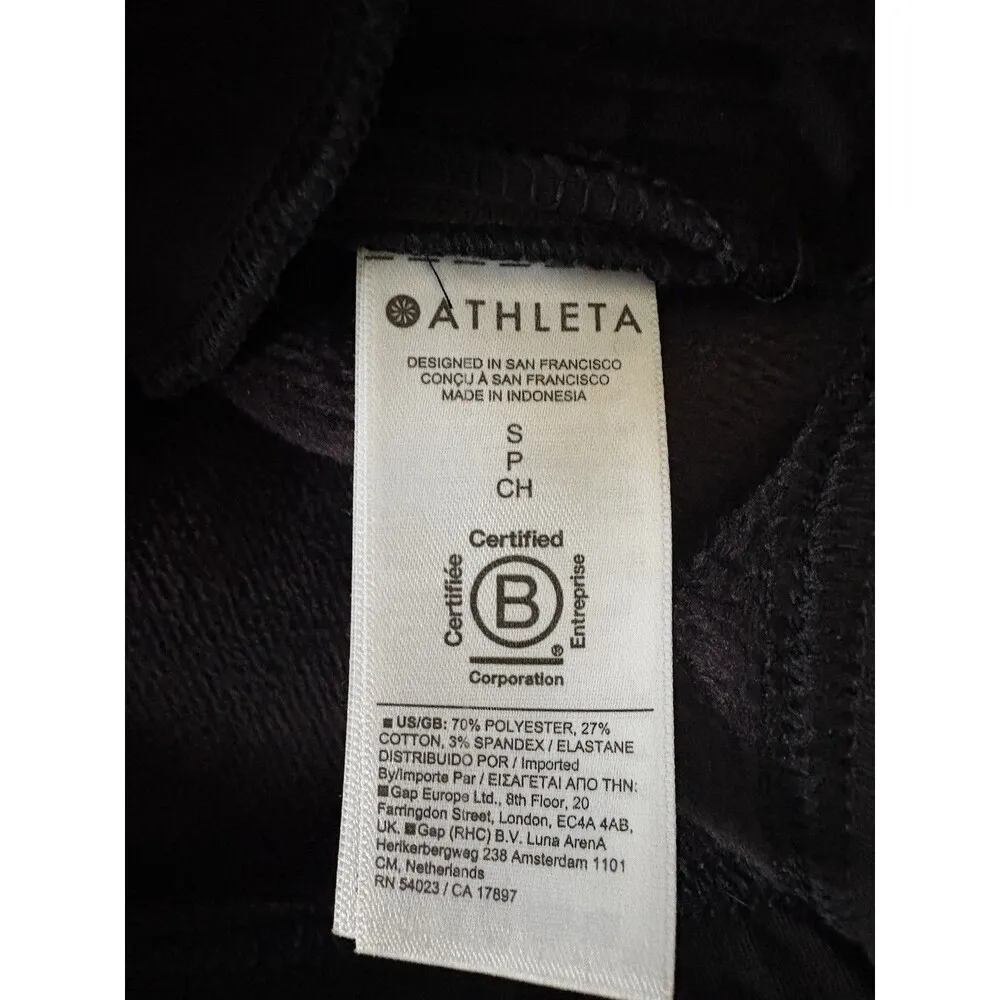 ATHLETA
DESIGNED IN SAN FRANCISCO
CONÇU À SAN FRANCISCO
MADE IN INDONESIA
S
P
CH
Certified
Certifiée
B
Entreprise
®
Corporation
US/GB: 70% POLYESTER, 27%
COTTON, 3% SPANDEX / ELASTANE
DISTRIBUIDO POR / Imported
By/Importe Par / ΕΙΣΑΓΕΤΑΙ ΑΠΟ ΤΗΝ:
Gap Europe Ltd., 8th Floor, 20
Farringdon Street, London, EC4A 4AB,
UK. Gap (RHC) B.V. Luna ArenA
Herikerbergweg 238 Amsterdam 1101
CM, Netherlands
RN 54023 / CA 17897